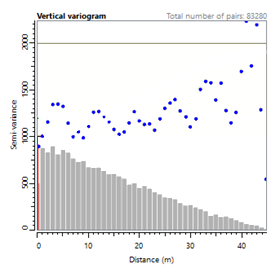 Vertical variogram
Total number of pairs: 83280
2000
1500
1000
500
0
Semi variance
0 10 20 30 40
Distance (m)